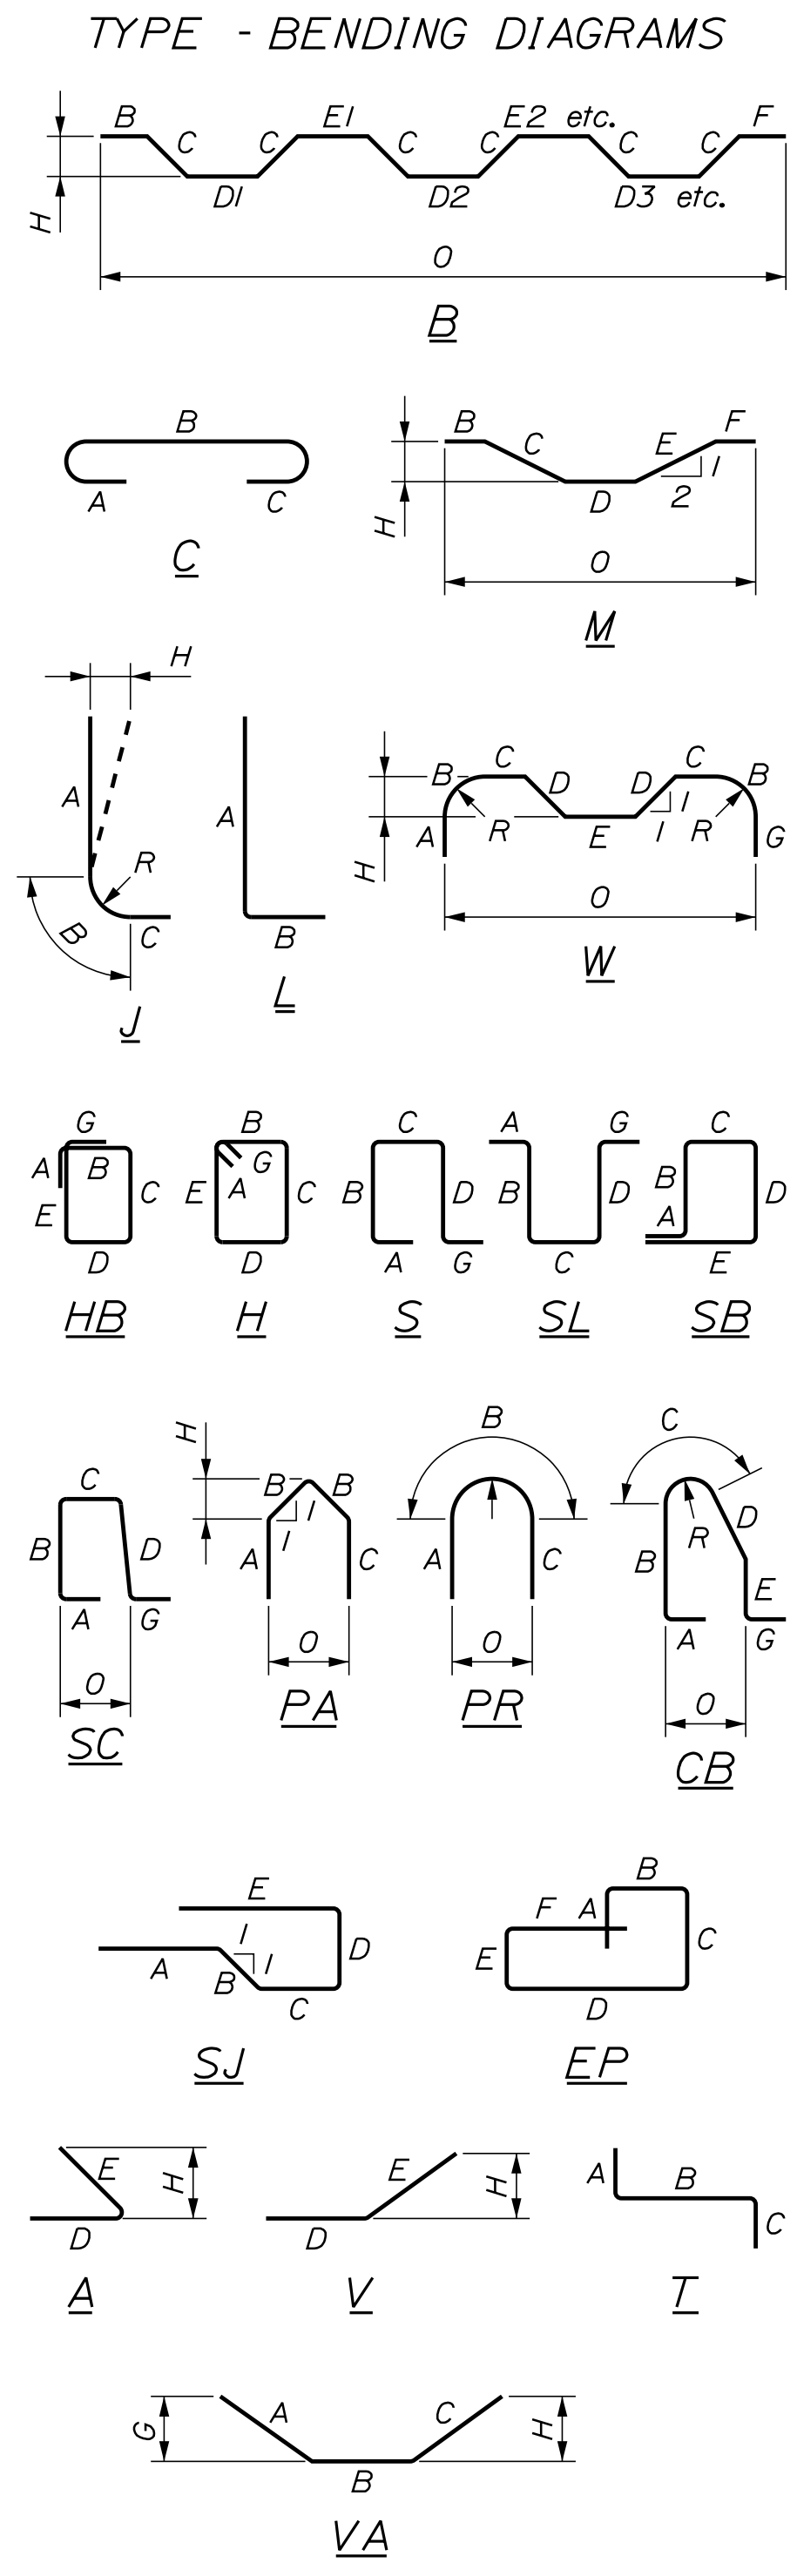 TYPE - BENDING DIAGRAMS
B C C E1 C C E2 etc. C C F
D1 D2 D3 etc.
H
O
B
B
A C
C
B C E F
D 2 1
H
O
M
H
A
R
B C
J
A
B
L
B C D D C B
A R E 1 1 R G
H
O
W
G
A B
E C
D
HB
B
G
E A C
D
H
C
B D
A G
S
A G
B D
C
SL
C
B D
A
E
SB
C
B D
A G
O
SC
H
B B
1
1
A C
O
PA
B
A C
O
PR
C
D
R
B
E
A G
O
CB
E
1
1
D
A B
C
SJ
B
F A
C
E
D
EP
E
H
D
A
E
H
D
V
A B
C
T
G A C H
B
VA